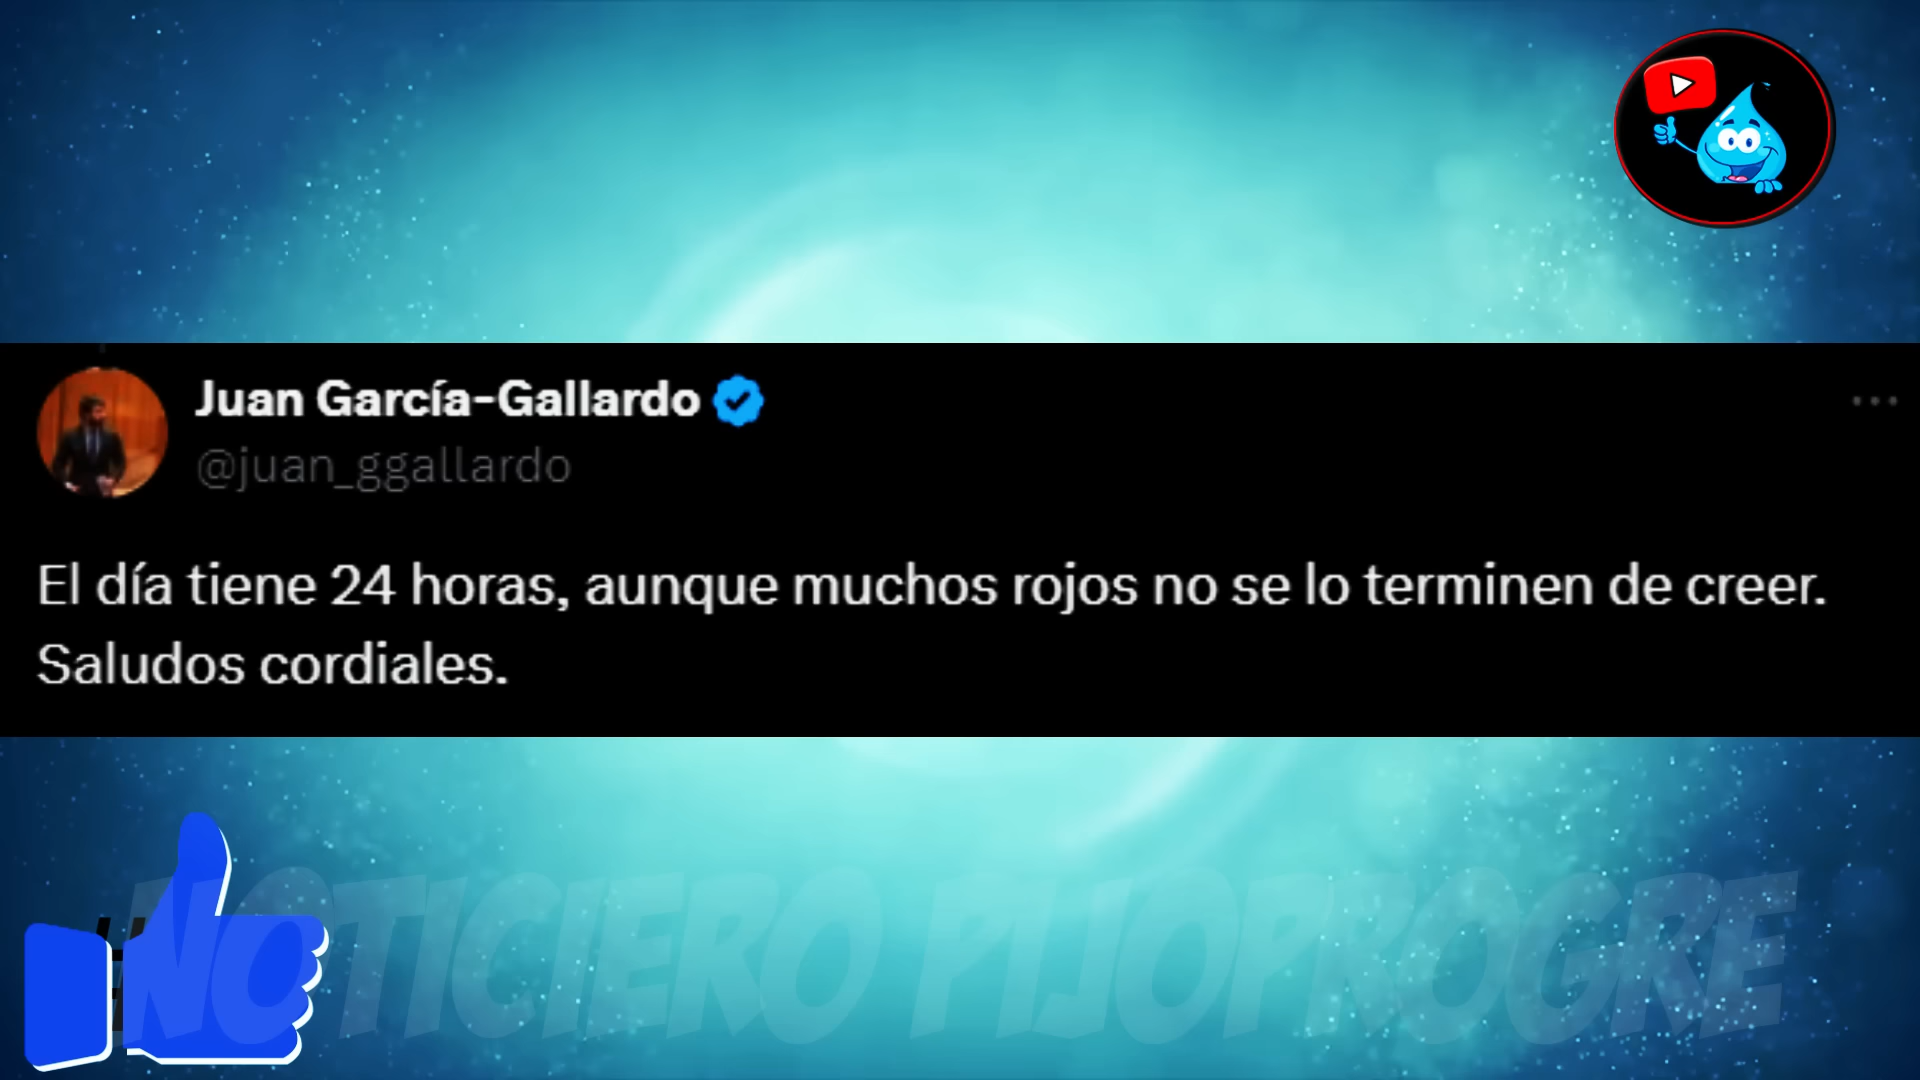 Juan García-Gallardo
@juan_ggallardo
El día tiene 24 horas, aunque muchos rojos no se lo terminen de creer.
Saludos cordiales.
#NOTICIERO PIJOPROGRE